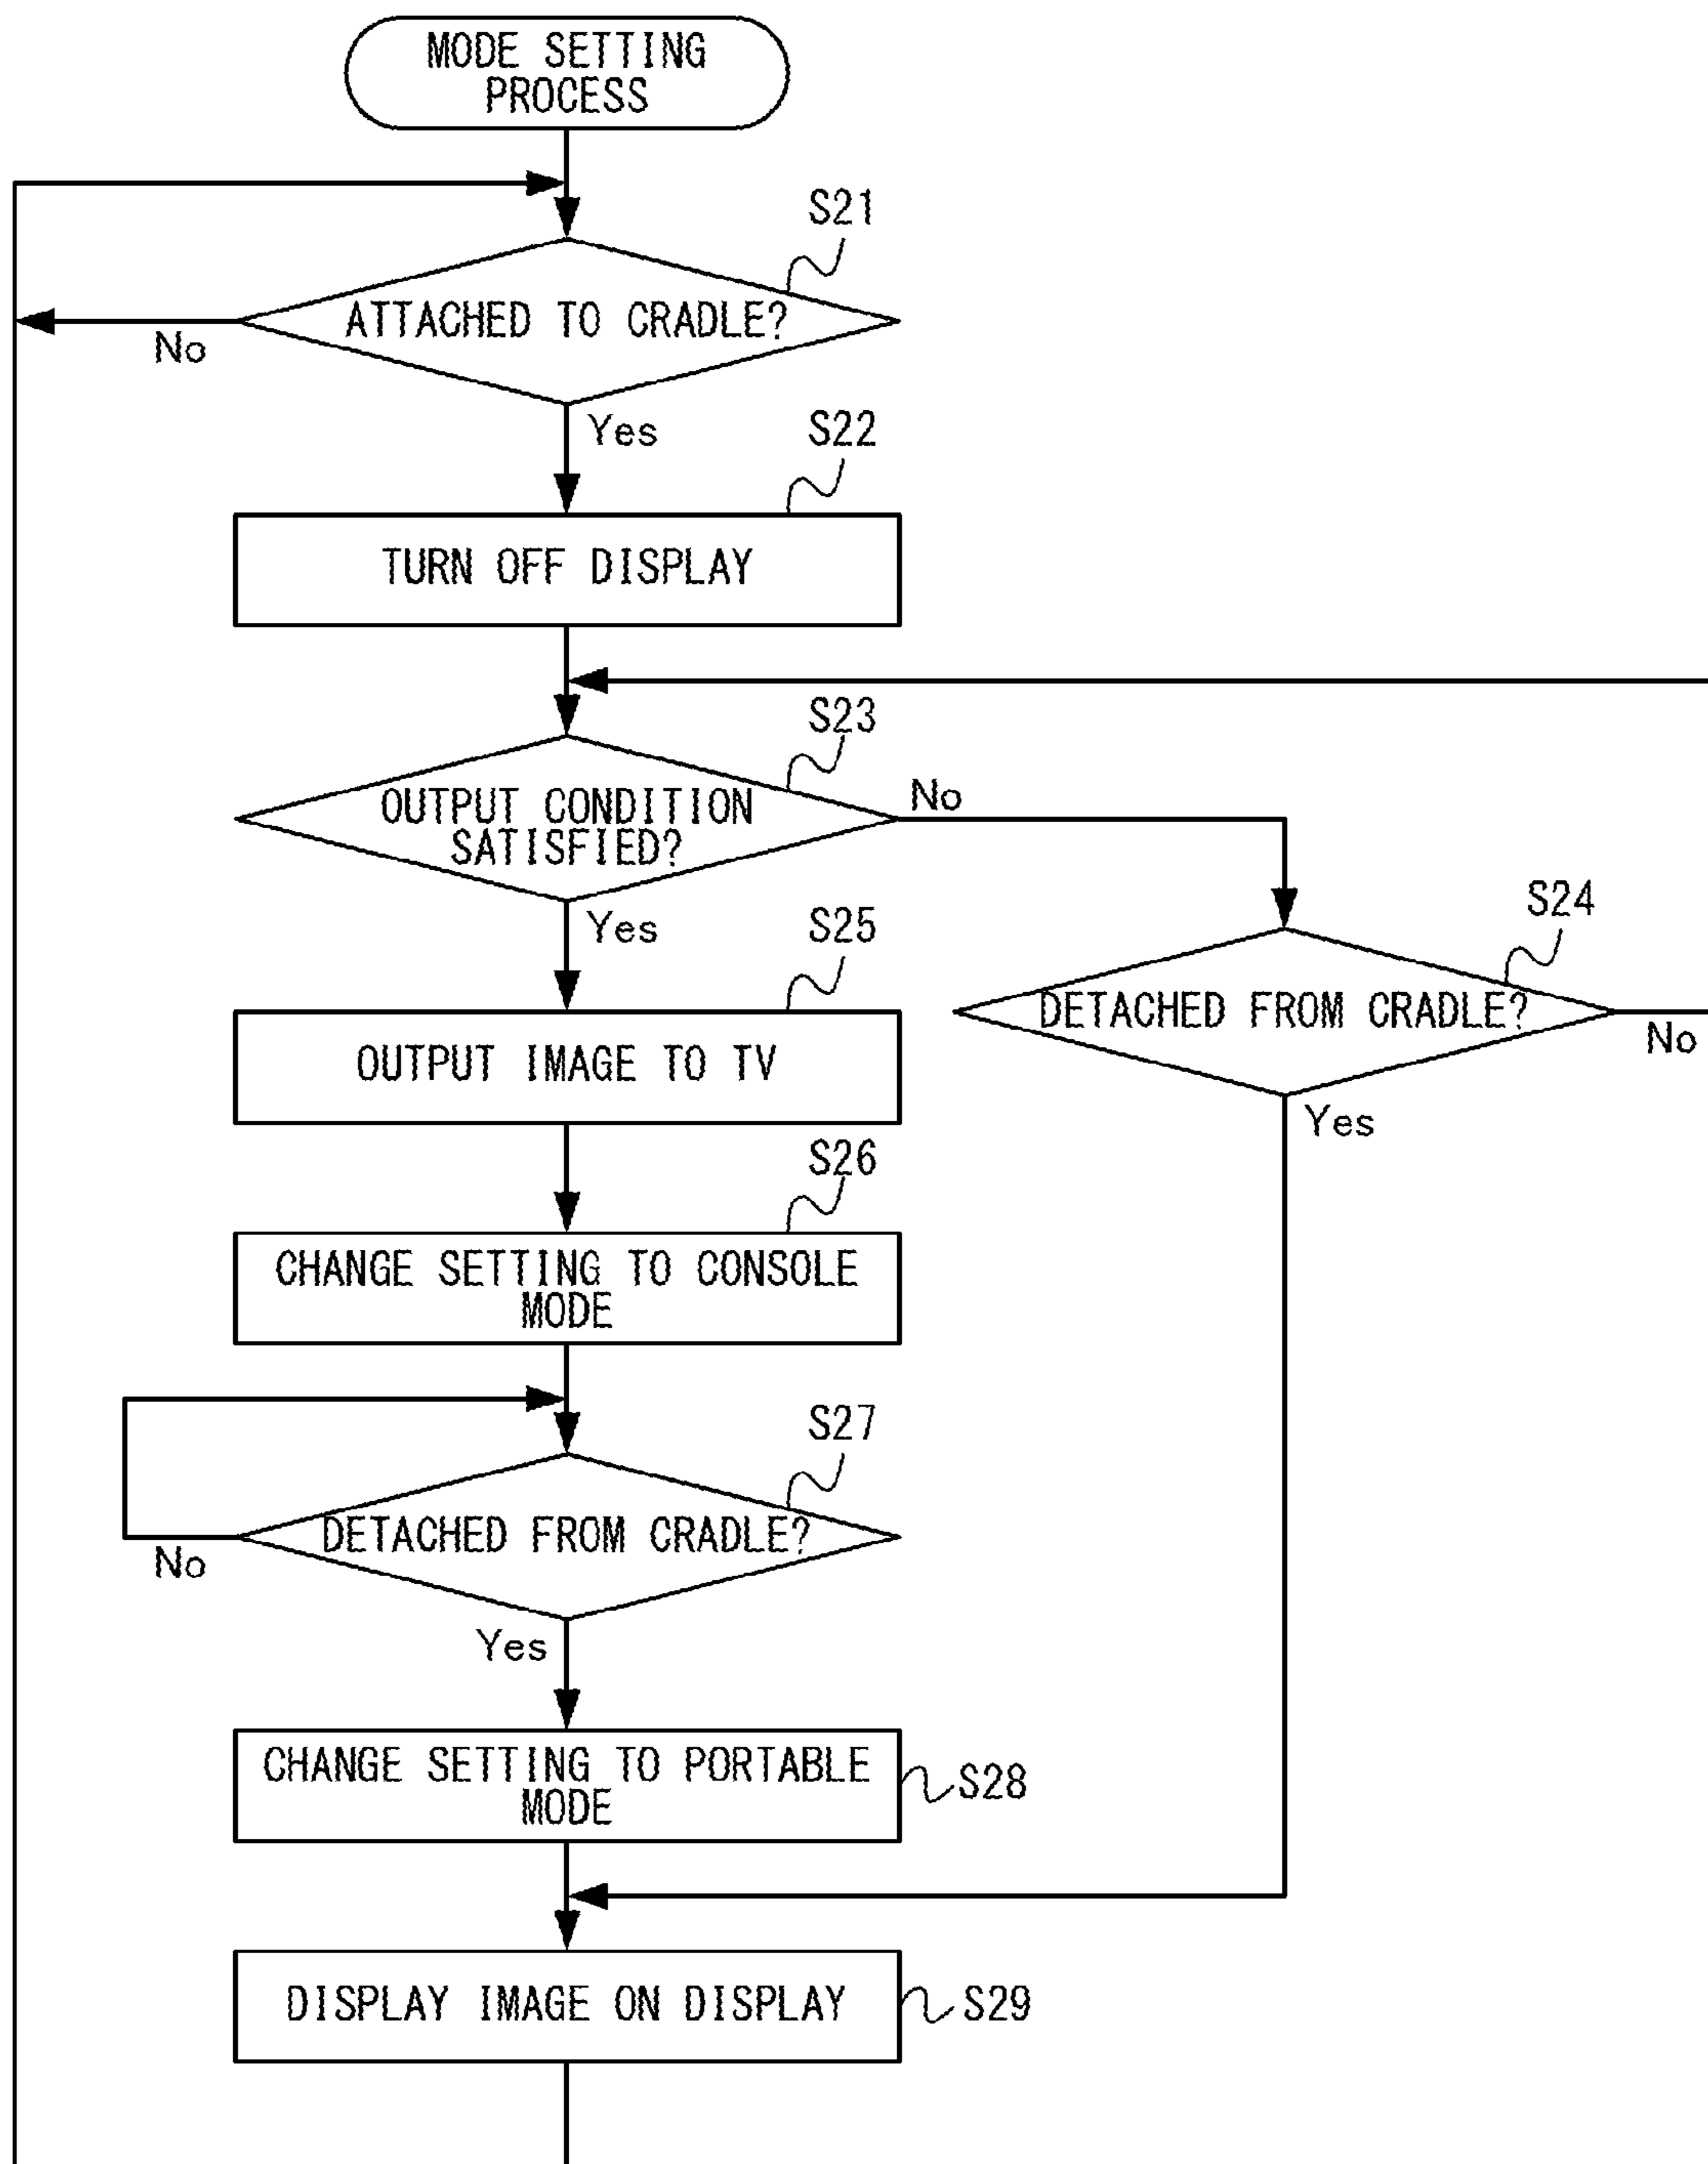 MODE SETTING
PROCESS
S21
ATTACHED TO CRADLE?
No
Yes
S22
TURN OFF DISPLAY
S23
OUTPUT CONDITION
SATISFIED?
No
Yes
S24
DETACHED FROM CRADLE?
No
Yes
S25
OUTPUT IMAGE TO TV
S26
CHANGE SETTING TO CONSOLE
MODE
S27
DETACHED FROM CRADLE?
No
Yes
CHANGE SETTING TO PORTABLE
MODE
S28
DISPLAY IMAGE ON DISPLAY
S29